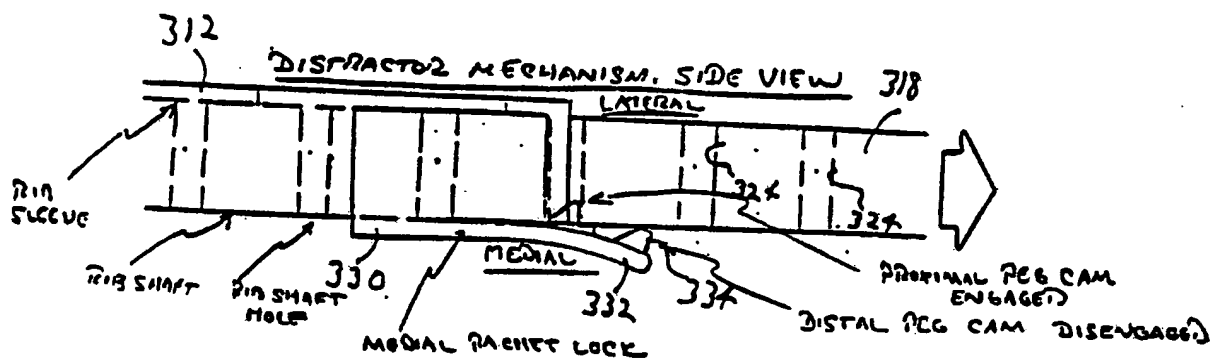 312
DISTRACTOR MECHANISM, SIDE VIEW
318
LATERAL
RIB
SLEEVE
324
324
RIB SHAFT
RIB SHAFT
HOLE
330
MEDIAL
332
334
PROXIMAL PEG CAM
ENGAGED
DISTAL PEG CAM DISENGAGED
MEDIAL RACHET LOCK